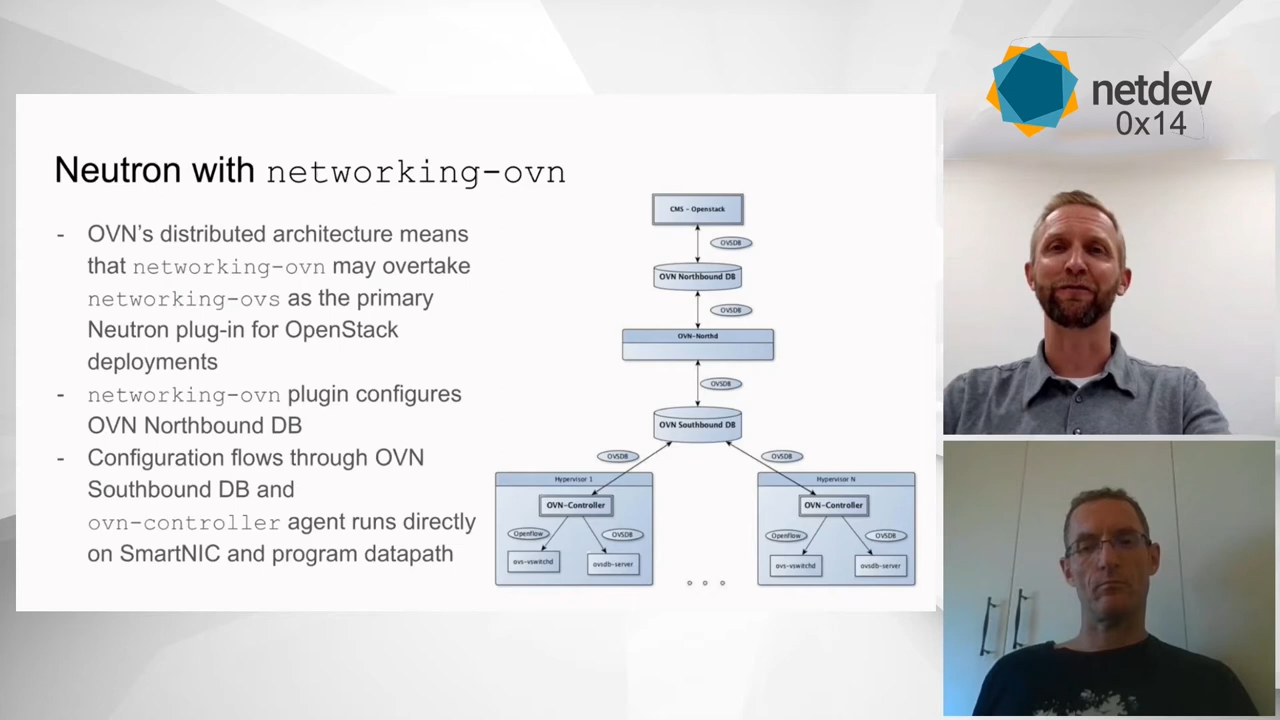 netdev
0x14
Neutron with networking-ovn
- OVN's distributed architecture means
that networking-ovn may overtake
networking-ovs as the primary
Neutron plug-in for OpenStack
deployments
- networking-ovn plugin configures
OVN Northbound DB
- Configuration flows through OVN
Southbound DB and
ovn-controller agent runs directly
on SmartNIC and program datapath
CMS - Openstack
OVSDB
OVN Northbound DB
OVSDB
OVN-Northd
OVSDB
OVN Southbound DB
OVSDB
OVSDB
Hypervisor 1
OVN-Controller
Openflow
OVSDB
ovs-vswitchd
ovsdb-server
Hypervisor N
OVN-Controller
Openflow
OVSDB
ovs-vswitchd
ovsdb-server